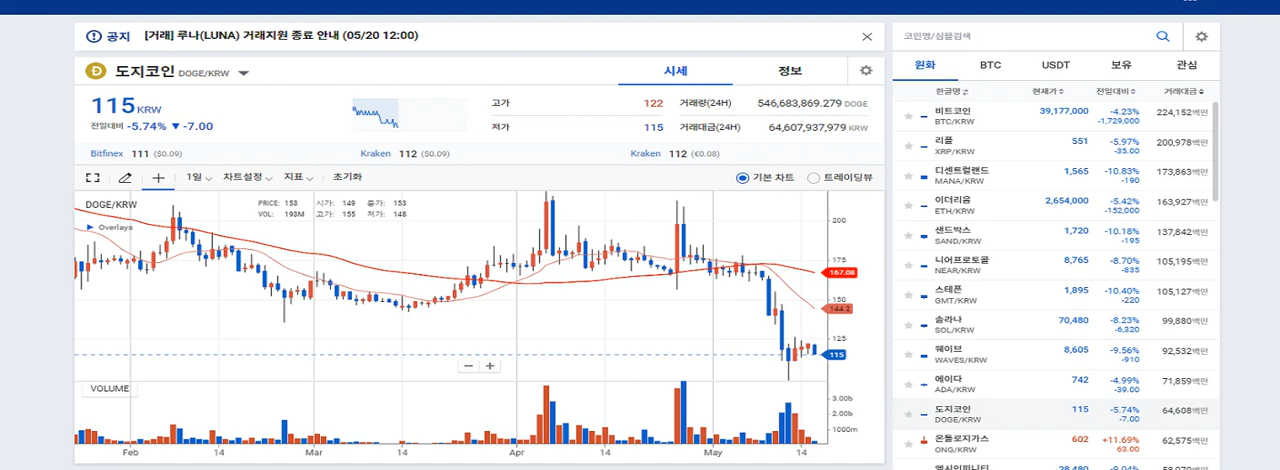 공지 [거래] 루나(LUNA) 거래지원 종료 안내 (05/20 12:00)
도지코인 DOGE/KRW
시세 정보
115 KRW
전일대비 -5.74% ▼ -7.00
고가 122 거래량(24H) 546,683,869.279 DOGE
저가 115 거래대금(24H) 64,607,937,979 KRW
Bitfinex 111 ($0.09) Kraken 112 ($0.09) Kraken 112 (€0.08)
1일 차트설정 지표 초기화 기본 차트 트레이딩뷰
DOGE/KRW
PRICE: 153 시가: 149 종가: 153
VOL: 193M 고가: 155 저가: 148
Overlays
200
175
167.08
150
144.2
125
115
VOLUME
3.00b
2.00b
1000m
Feb 14 Mar 14 Apr 14 May 14
코인명/심볼검색
원화 BTC USDT 보유 관심
한글명 현재가 전일대비 거래대금
비트코인 39,177,000 -4.23% 224,152백만
BTC/KRW -1,729,000
리플 551 -5.97% 200,978백만
XRP/KRW -35.00
디센트럴랜드 1,565 -10.83% 173,863백만
MANA/KRW -190
이더리움 2,654,000 -5.42% 163,927백만
ETH/KRW -152,000
샌드박스 1,720 -10.18% 137,842백만
SAND/KRW -195
니어프로토콜 8,765 -8.70% 105,195백만
NEAR/KRW -835
스테픈 1,895 -10.40% 105,127백만
GMT/KRW -220
솔라나 70,480 -8.23% 99,880백만
SOL/KRW -6,320
웨이브 8,605 -9.56% 92,532백만
WAVES/KRW -910
에이다 742 -4.99% 71,859백만
ADA/KRW -39.00
도지코인 115 -5.74% 64,608백만
DOGE/KRW -7.00
온톨로지가스 602 +11.69% 62,575백만
ONG/KRW 63.00
엑시인피니티 28,480 -9.04%